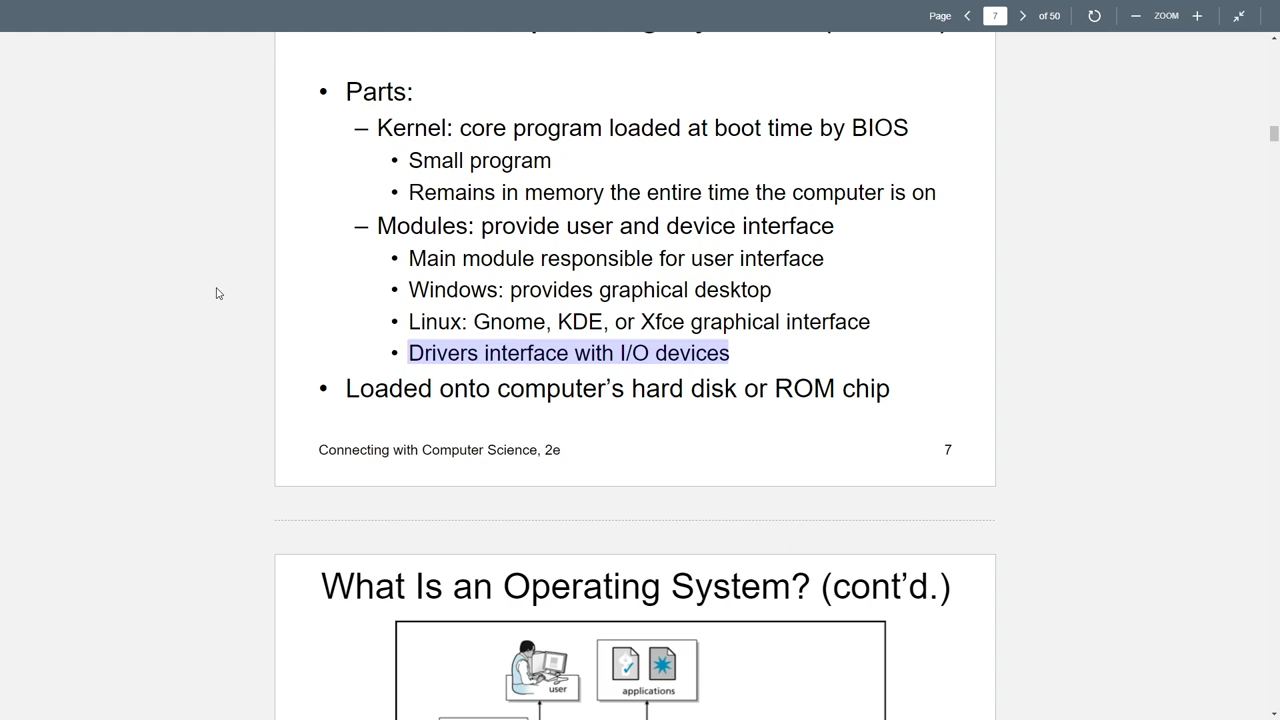 Page 7 of 50 ZOOM
• Parts:
– Kernel: core program loaded at boot time by BIOS
• Small program
• Remains in memory the entire time the computer is on
– Modules: provide user and device interface
• Main module responsible for user interface
• Windows: provides graphical desktop
• Linux: Gnome, KDE, or Xfce graphical interface
• Drivers interface with I/O devices
• Loaded onto computer’s hard disk or ROM chip
Connecting with Computer Science, 2e 7
What Is an Operating System? (cont’d.)
user
applications